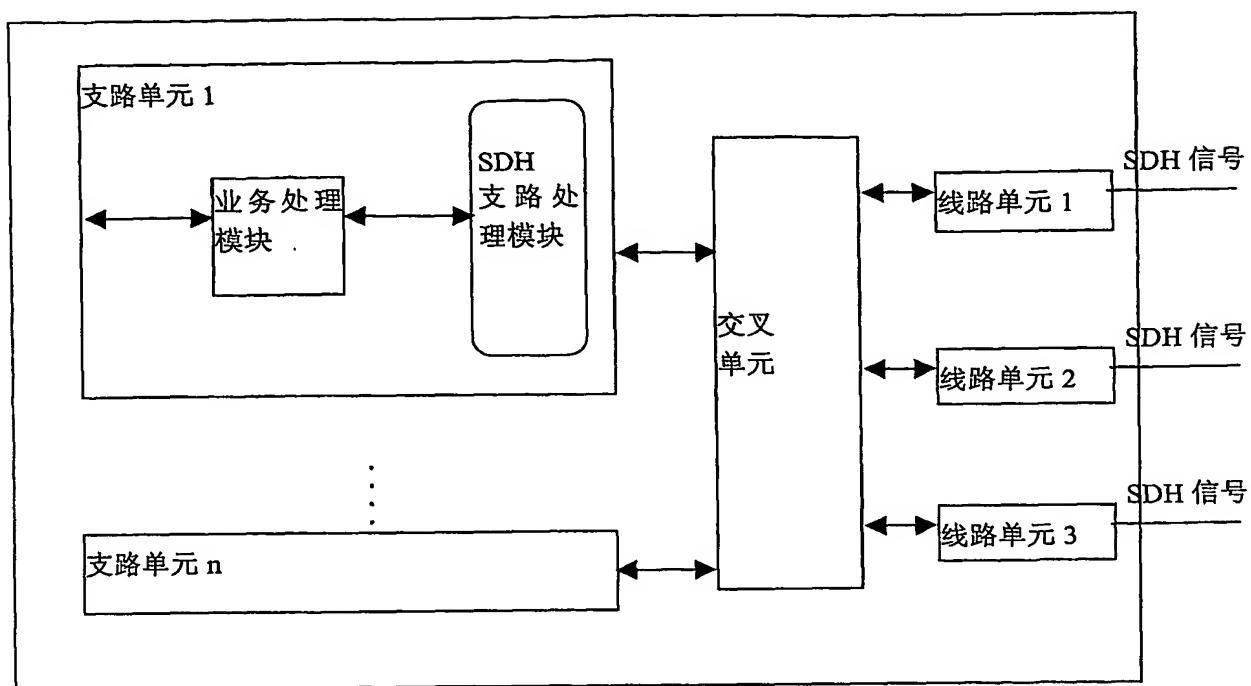 支路单元 1
SDH
支路处
理模块
业务处理
模块
交叉
单元
线路单元 1
SDH 信号
线路单元 2
SDH 信号
线路单元 3
SDH 信号
支路单元 n